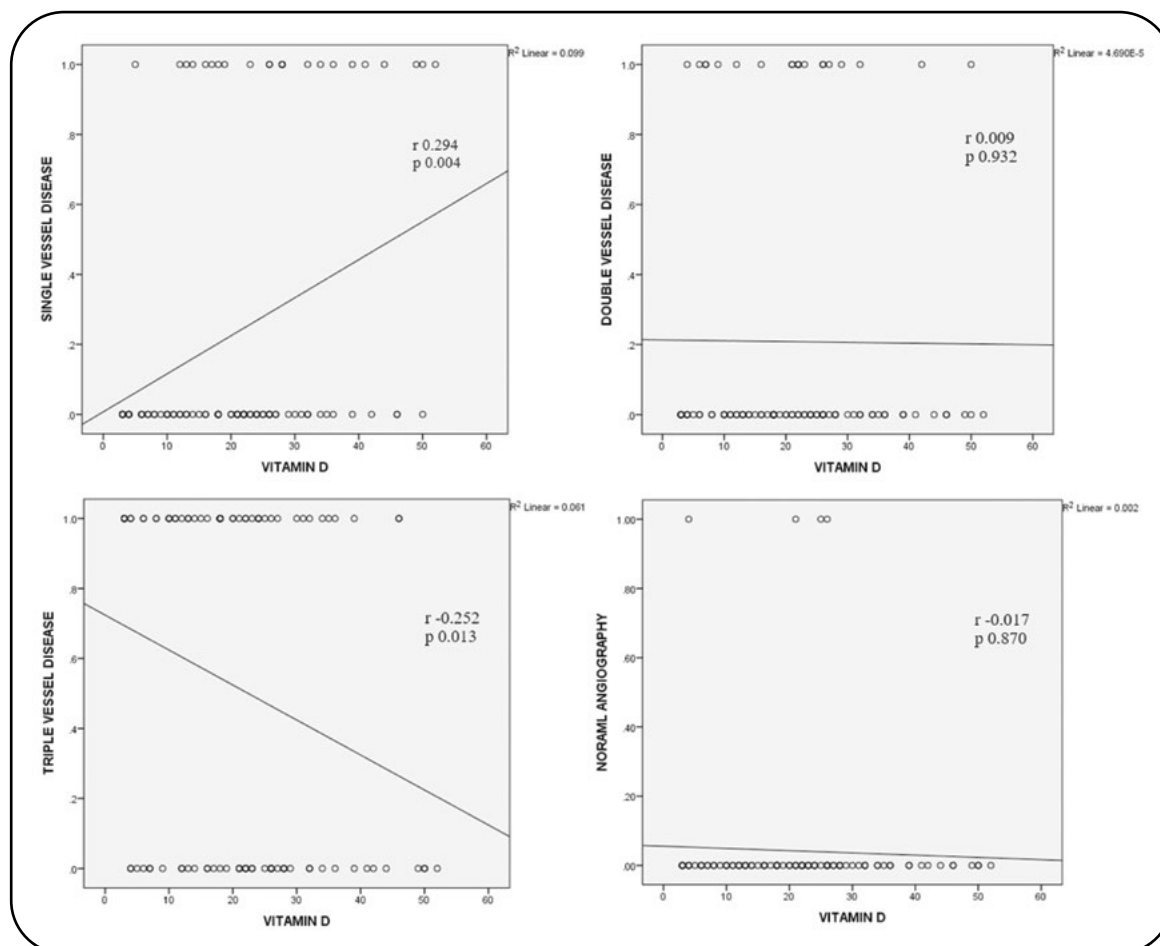 R² Linear = 0.099
1.0
.8
.6
.4
.2
.0
SINGLE VESSEL DISEASE
r 0.294
p 0.004
0 10 20 30 40 50 60
VITAMIN D
R² Linear = 4.690E-5
1.0
.8
.6
.4
.2
.0
DOUBLE VESSEL DISEASE
r 0.009
p 0.932
0 10 20 30 40 50 60
VITAMIN D
R² Linear = 0.061
1.0
.8
.6
.4
.2
.0
TRIPLE VESSEL DISEASE
r -0.252
p 0.013
0 10 20 30 40 50 60
VITAMIN D
R² Linear = 0.002
1.00
.80
.60
.40
.20
.00
NORAML ANGIOGRAPHY
r -0.017
p 0.870
0 10 20 30 40 50 60
VITAMIN D